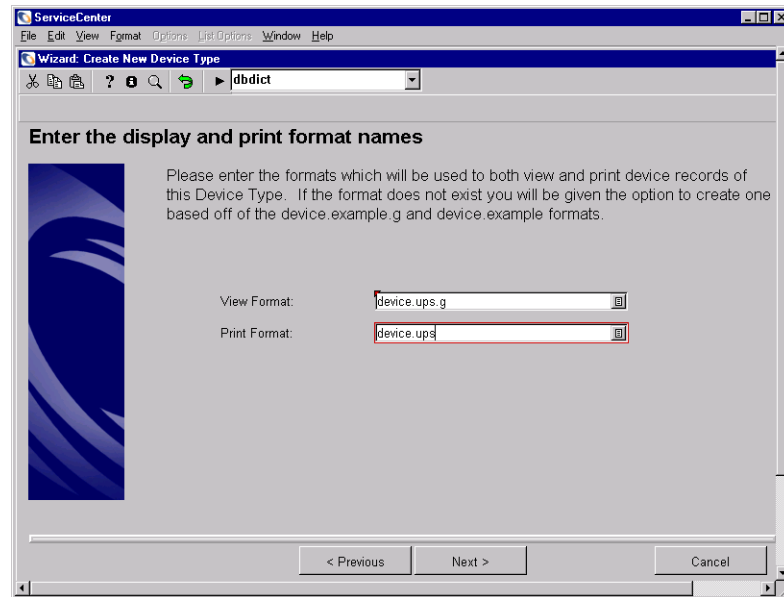 ServiceCenter
File Edit View Format Options List Options Window Help
Wizard: Create New Device Type
dbdict
Enter the display and print format names
Please enter the formats which will be used to both view and print device records of
this Device Type. If the format does not exist you will be given the option to create one
based off of the device.example.g and device.example formats.
View Format: device.ups.g
Print Format: device.ups
< Previous Next > Cancel